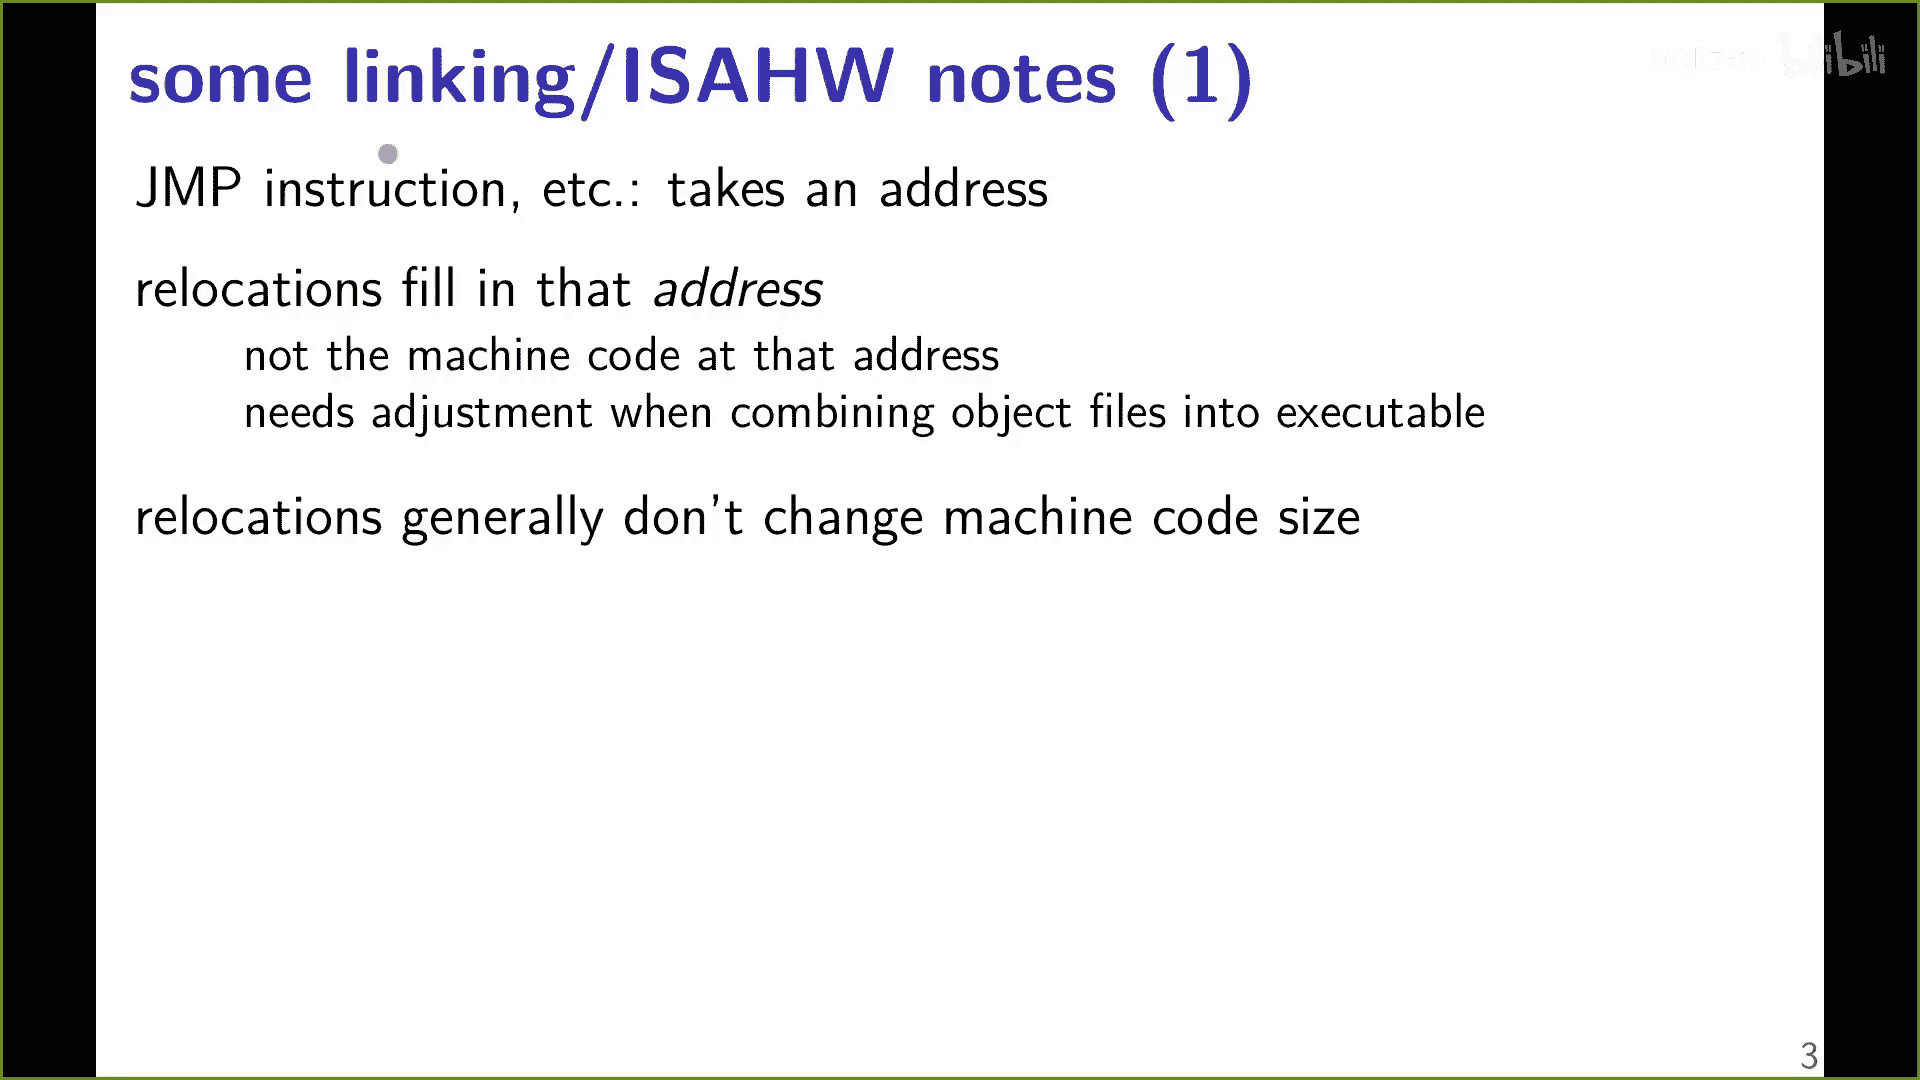 some linking/ISAHW notes (1)
bilibili
JMP instruction, etc.: takes an address
relocations fill in that address
not the machine code at that address
needs adjustment when combining object files into executable
relocations generally don't change machine code size
3